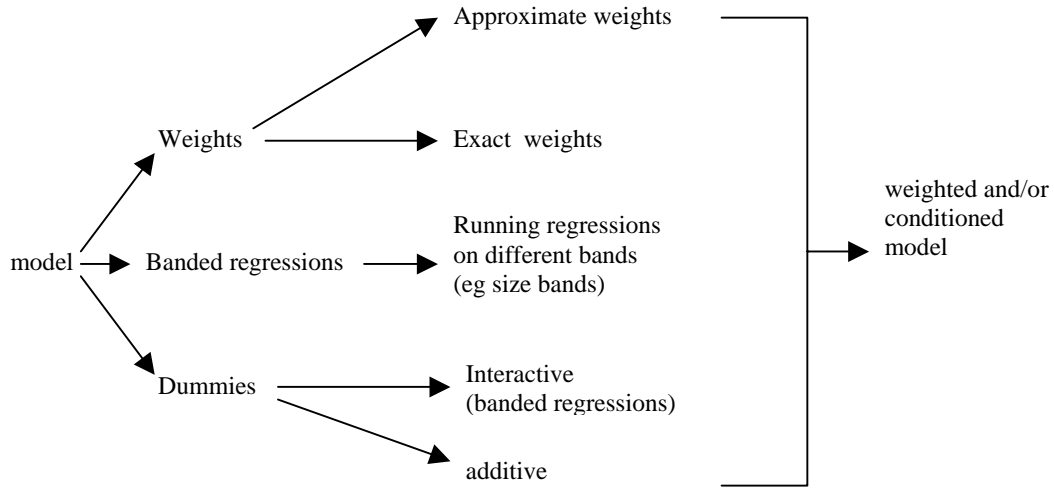 Approximate weights
Weights
Exact weights
weighted and/or
conditioned
model
Running regressions
on different bands
(eg size bands)
model
Banded regressions
Dummies
Interactive
(banded regressions)
additive